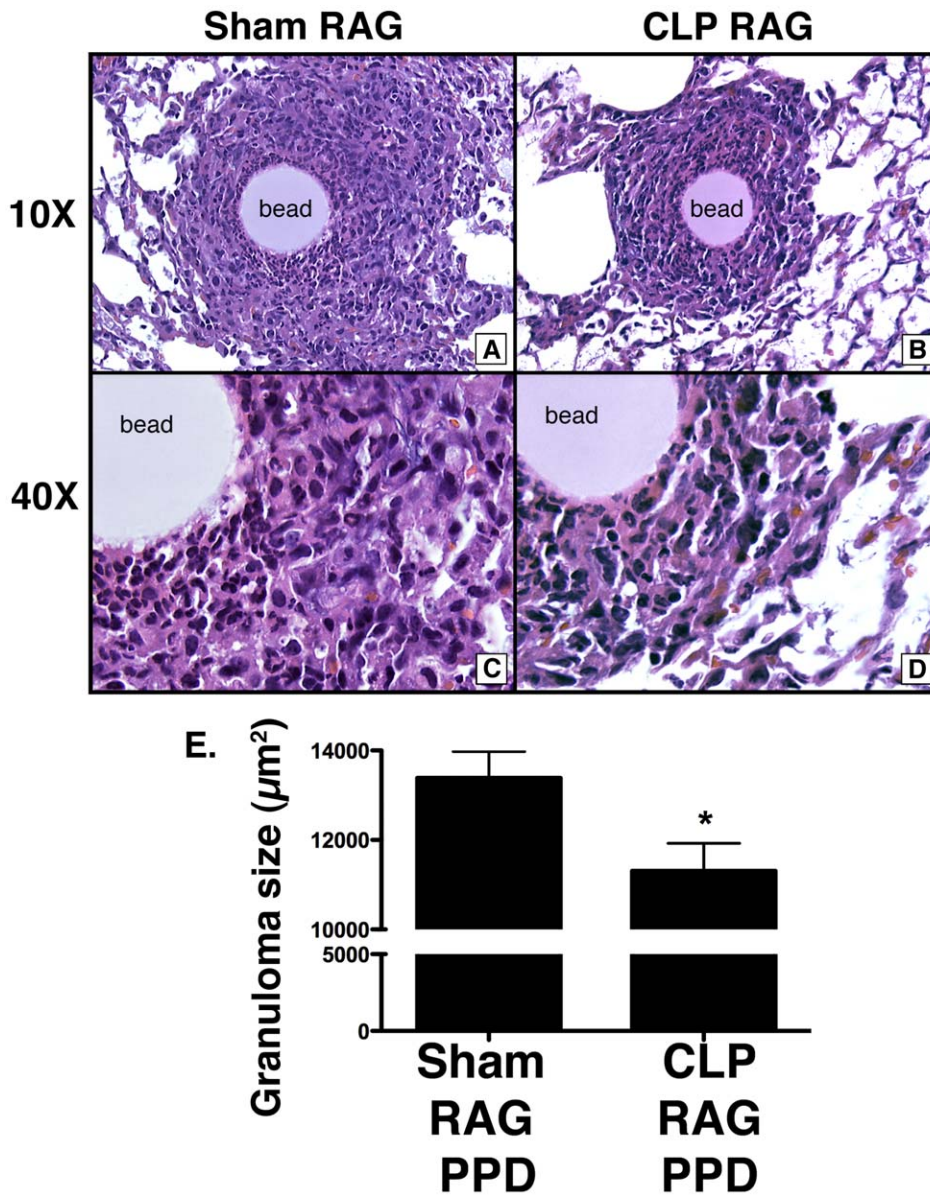 Sham RAG
CLP RAG
10X
bead
A
bead
B
40X
bead
C
bead
D
E.
Granuloma size (µm²)
14000
12000
10000
5000
0
*
Sham
RAG
PPD
CLP
RAG
PPD